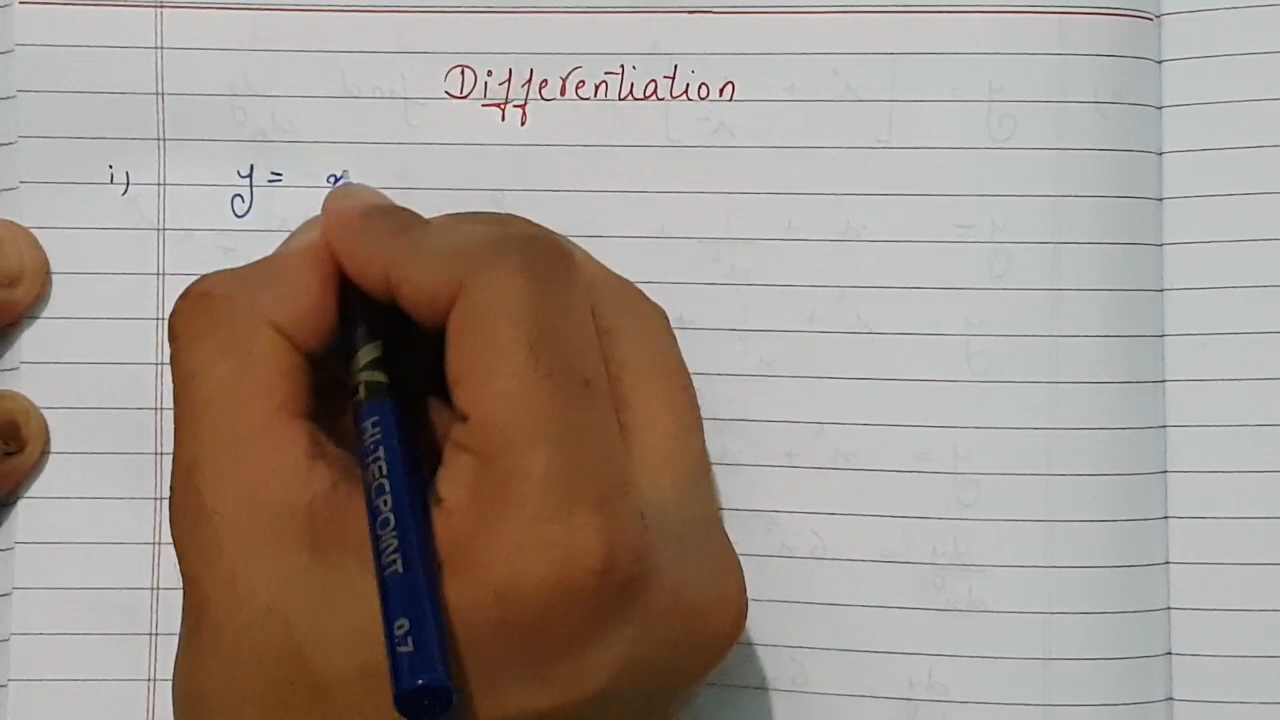 Differentiation
i) y = x
HI-TECPOINT 0.7